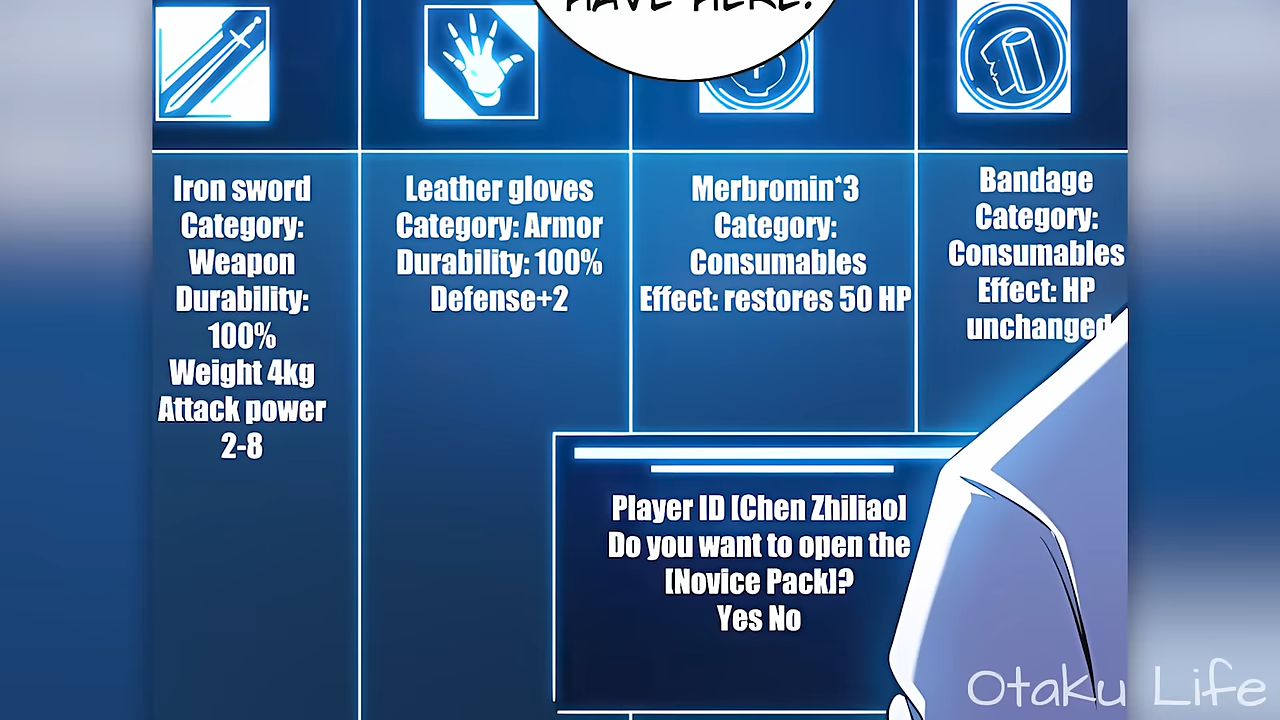 HAVE HERE.
Iron sword
Category:
Weapon
Durability:
100%
Weight 4kg
Attack power
2-8
Leather gloves
Category: Armor
Durability: 100%
Defense+2
Merbromin*3
Category:
Consumables
Effect: restores 50 HP
Bandage
Category:
Consumables
Effect: HP
unchanged
Player ID [Chen Zhiliao]
Do you want to open the
[Novice Pack]?
Yes No
Otaku Life